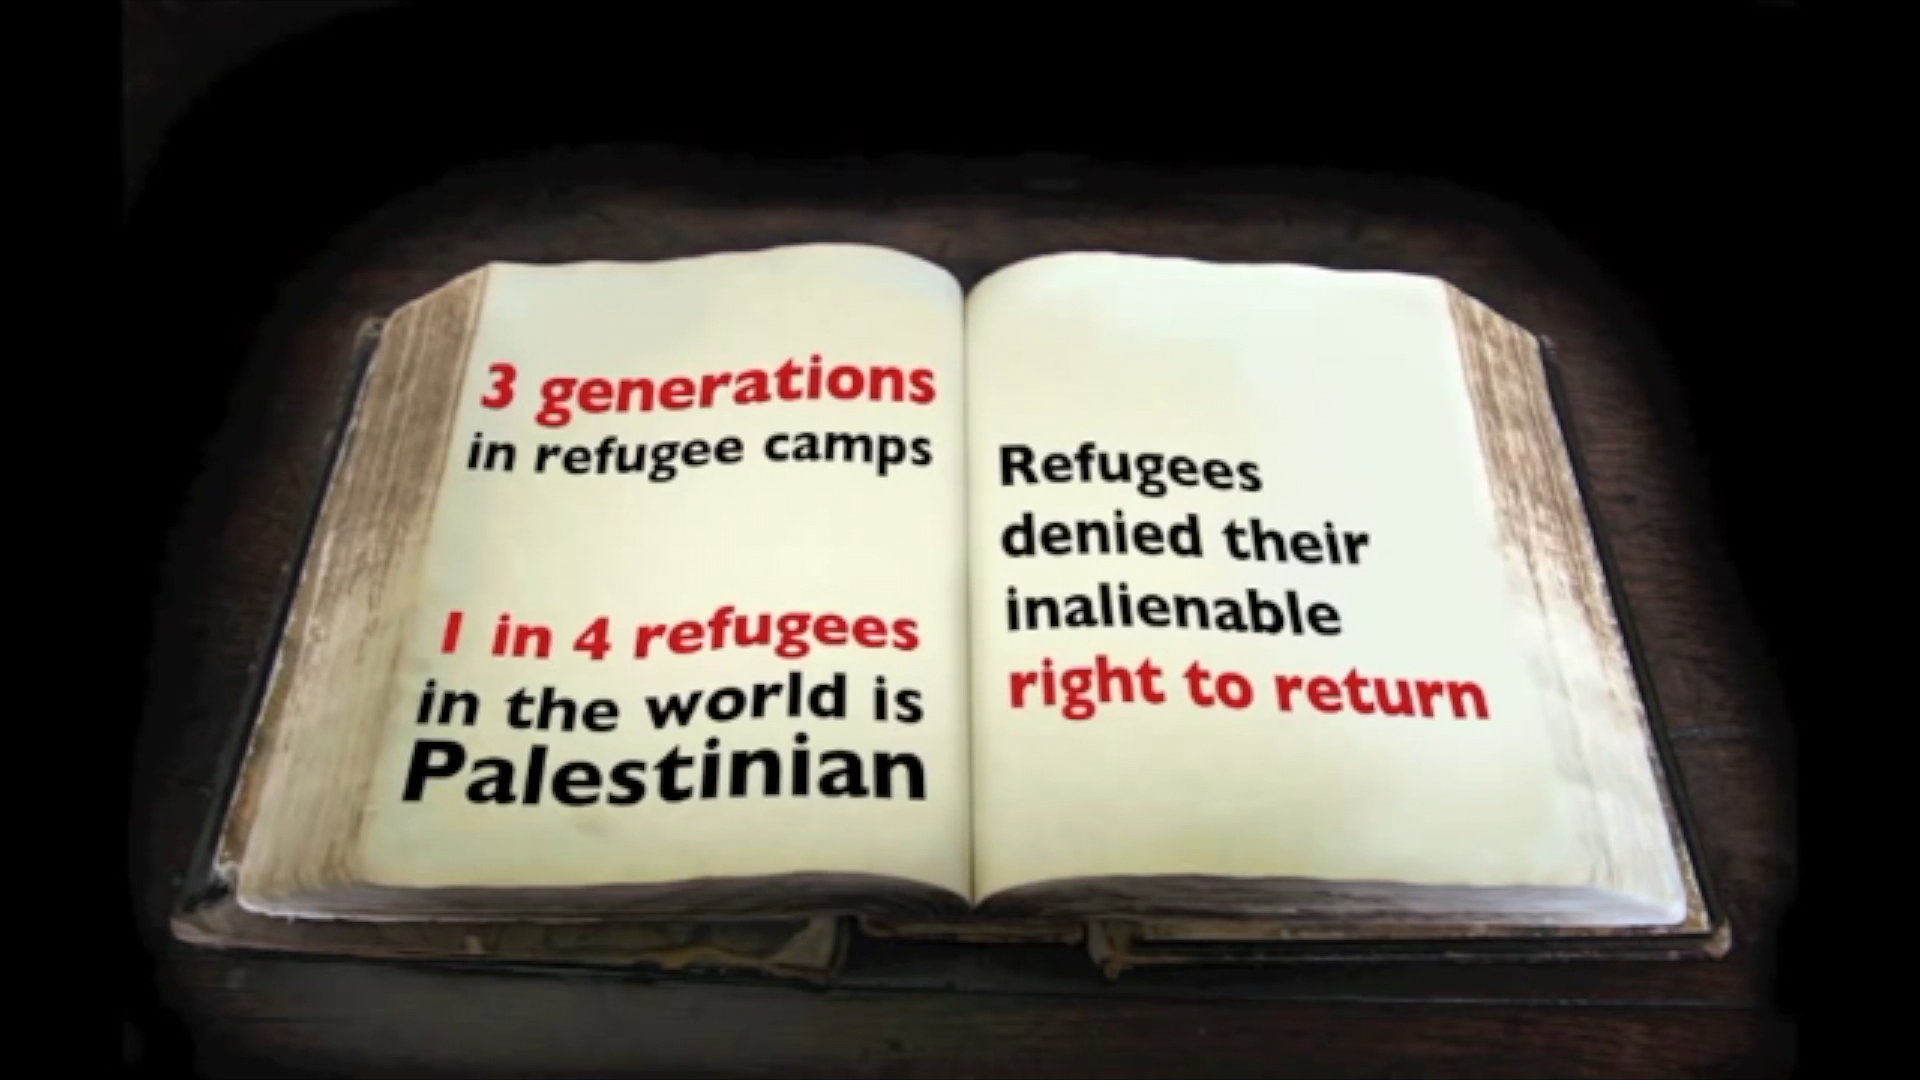 3 generations
in refugee camps
1 in 4 refugees
in the world is
Palestinian
Refugees
denied their
inalienable
right to return